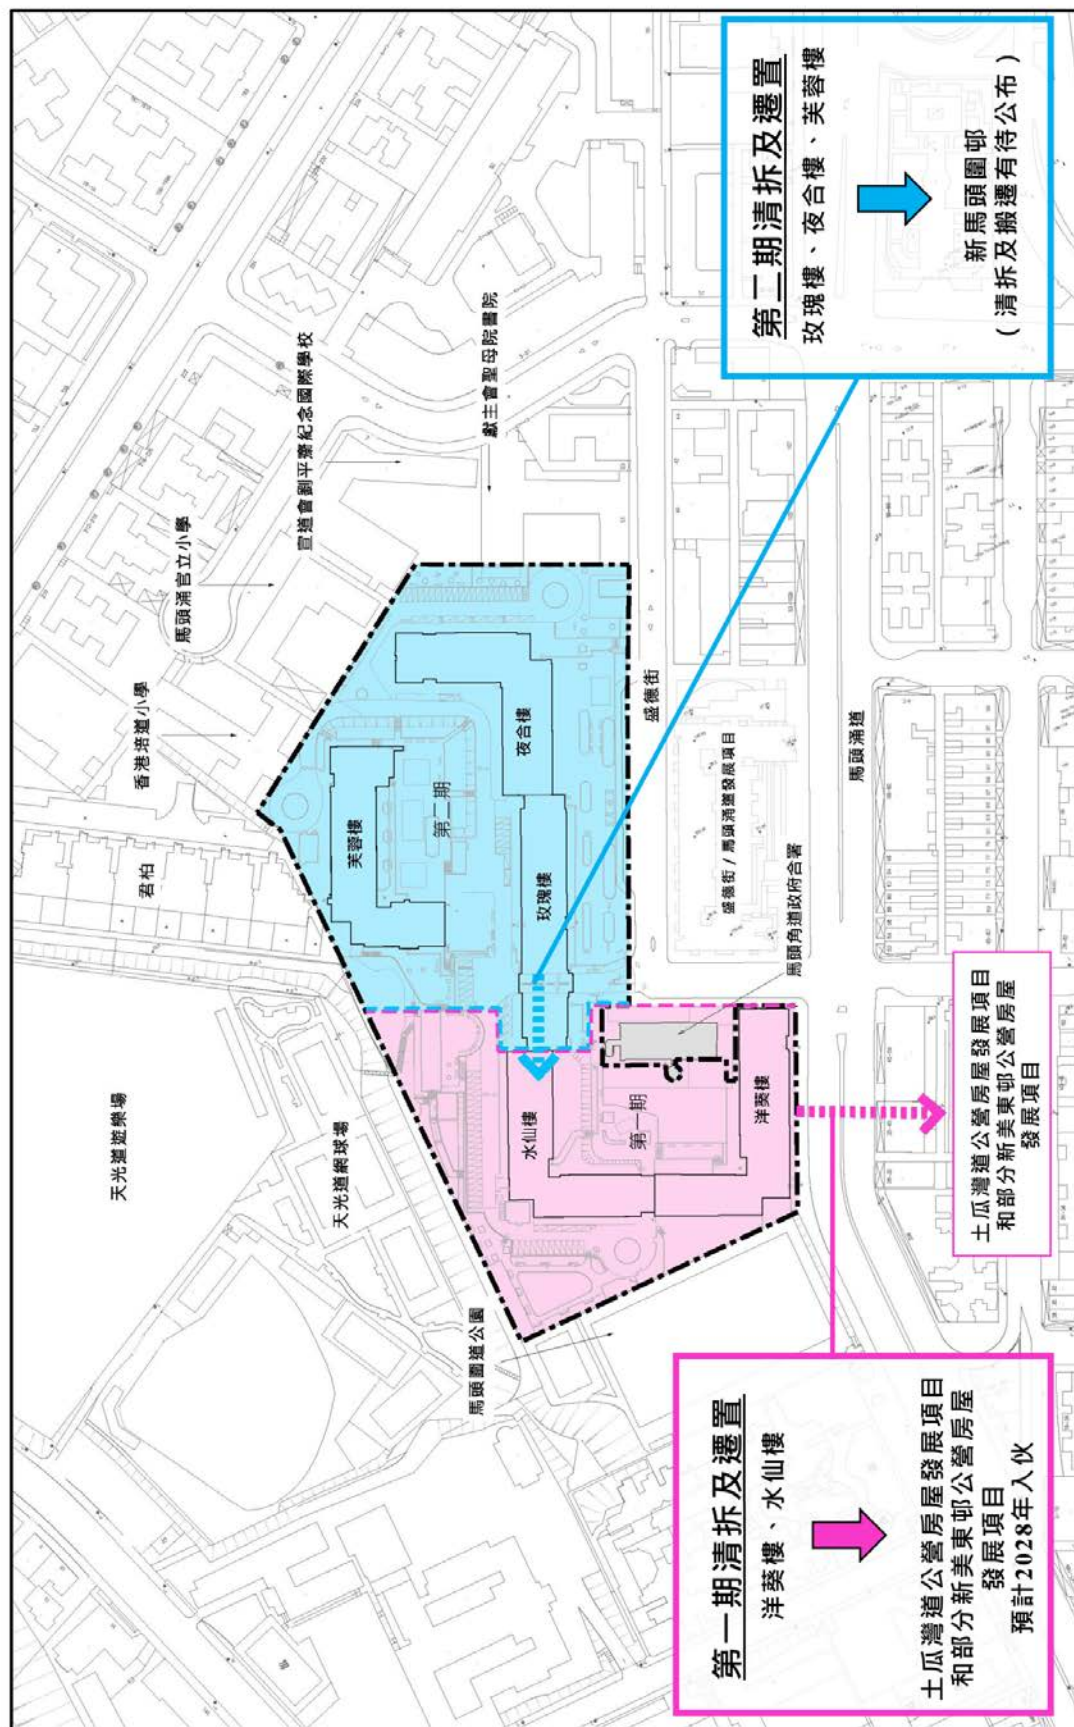 第一期清拆及遷置
洋葵樓、水仙樓
土瓜灣道公營房屋發展項目
和部分新美東邨公營房屋
發展項目
預計2028年入伙
第二期清拆及遷置
玫瑰樓、夜合樓、芙蓉樓
新馬頭圍邨
(清拆及搬遷有待公布)
土瓜灣道公營房屋發展項目
和部分新美東邨公營房屋
發展項目
天光道遊樂場
天光道網球場
馬頭圍道公園
君柏
香港培道小學
馬頭涌官立小學
宣道會劉平齋紀念國際學校
獻主會聖母院書院
芙蓉樓
第二期
夜合樓
玫瑰樓
水仙樓
第一期
洋葵樓
盛德街
盛德街/馬頭涌道發展項目
馬頭角道政府合署
馬頭涌道